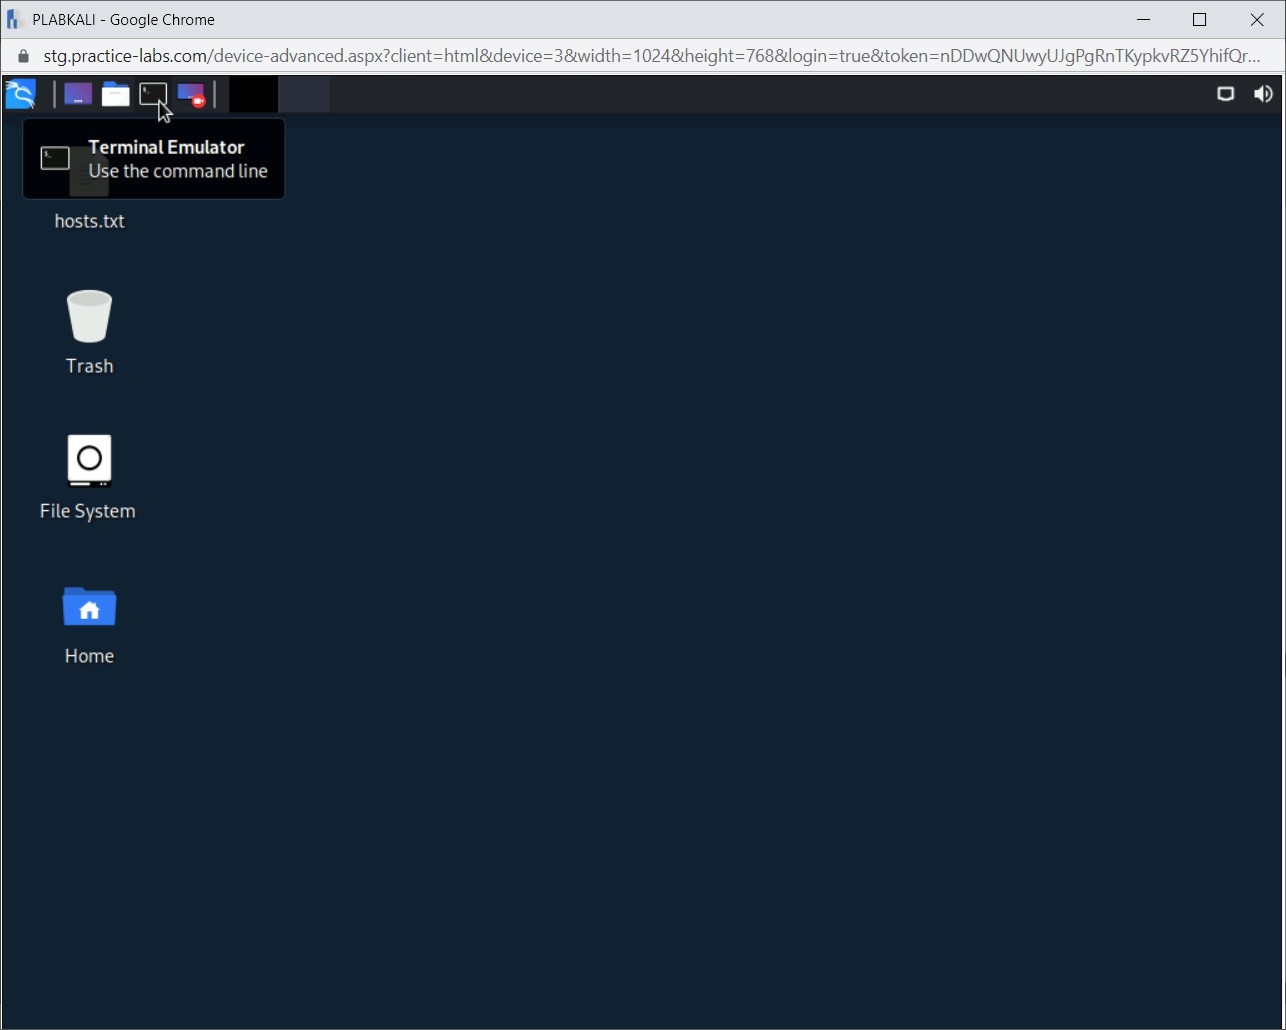 PLABKALI - Google Chrome
stg.practice-labs.com/device-advanced.aspx?client=html&device=3&width=1024&height=768&login=true&token=nDDwQNUwyUJgPgRnTKypkvRZ5YhifQr...
Terminal Emulator
Use the command line
hosts.txt
Trash
File System
Home